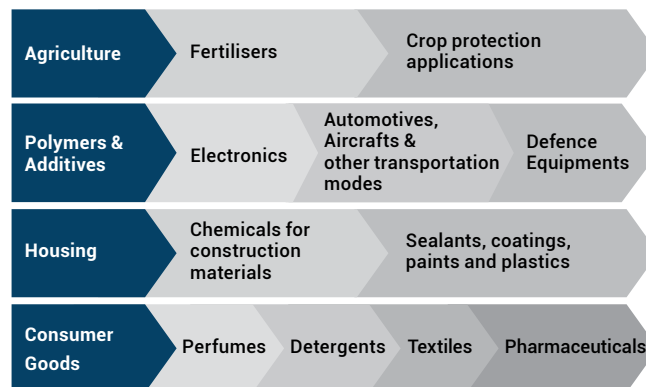 Agriculture
Fertilisers
Crop protection
applications
Polymers &
Additives
Electronics
Automotives,
Aircrafts &
other transportation
modes
Defence
Equipments
Housing
Chemicals for
construction
materials
Sealants, coatings,
paints and plastics
Consumer
Goods
Perfumes
Detergents
Textiles
Pharmaceuticals